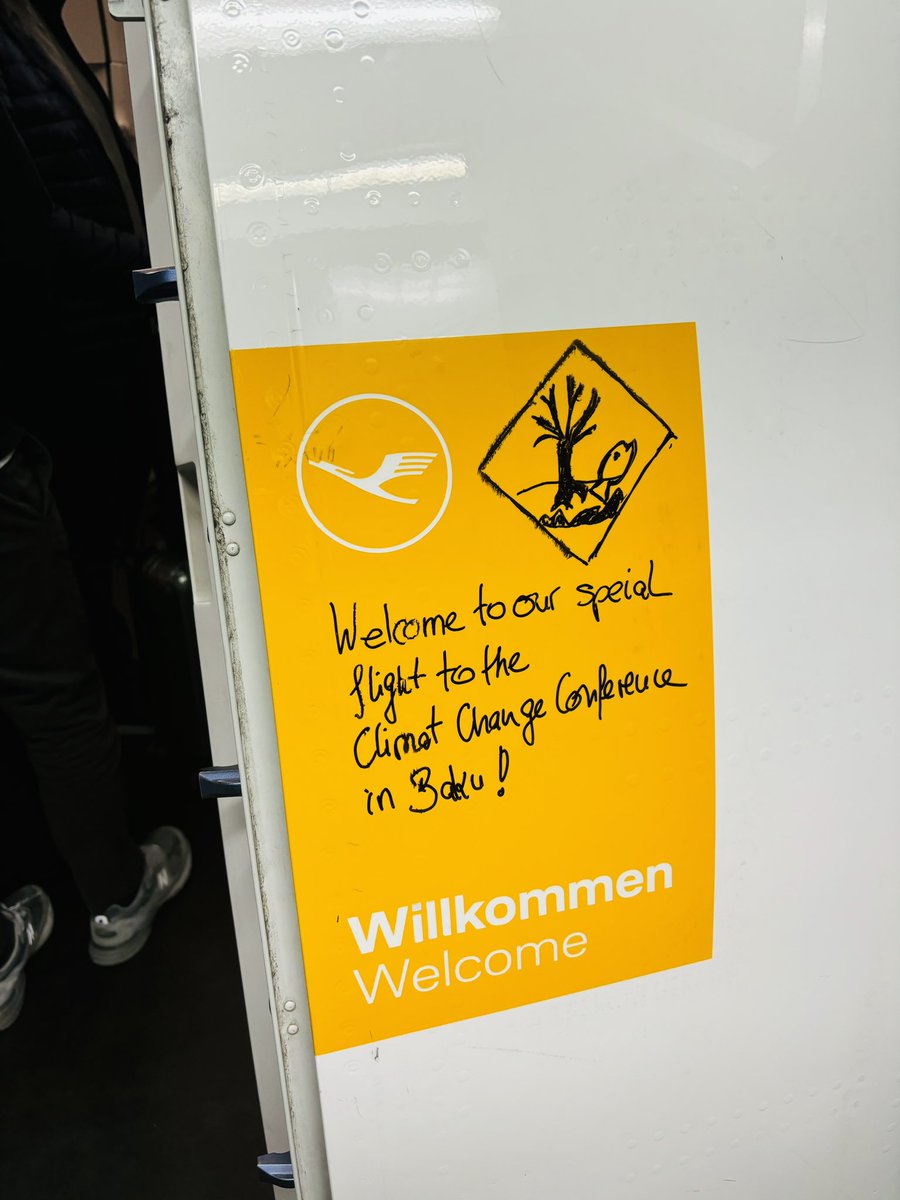 Welcome to our speial
flight to the
Climat Change Conference
in Baku!
Willkommen
Welcome